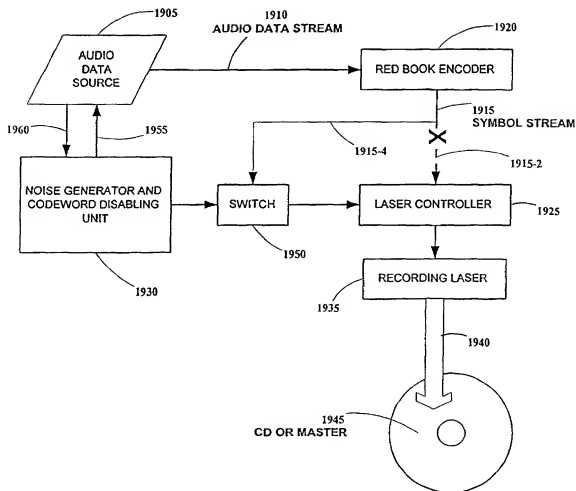 1905
1910
AUDIO DATA STREAM
1920
AUDIO
DATA
SOURCE
RED BOOK ENCODER
1960
1955
1915
SYMBOL STREAM
1915-4
1915-2
NOISE GENERATOR AND
CODEWORD DISABLING
UNIT
SWITCH
LASER CONTROLLER
1950
1925
1930
RECORDING LASER
1935
1940
1945
CD OR MASTER